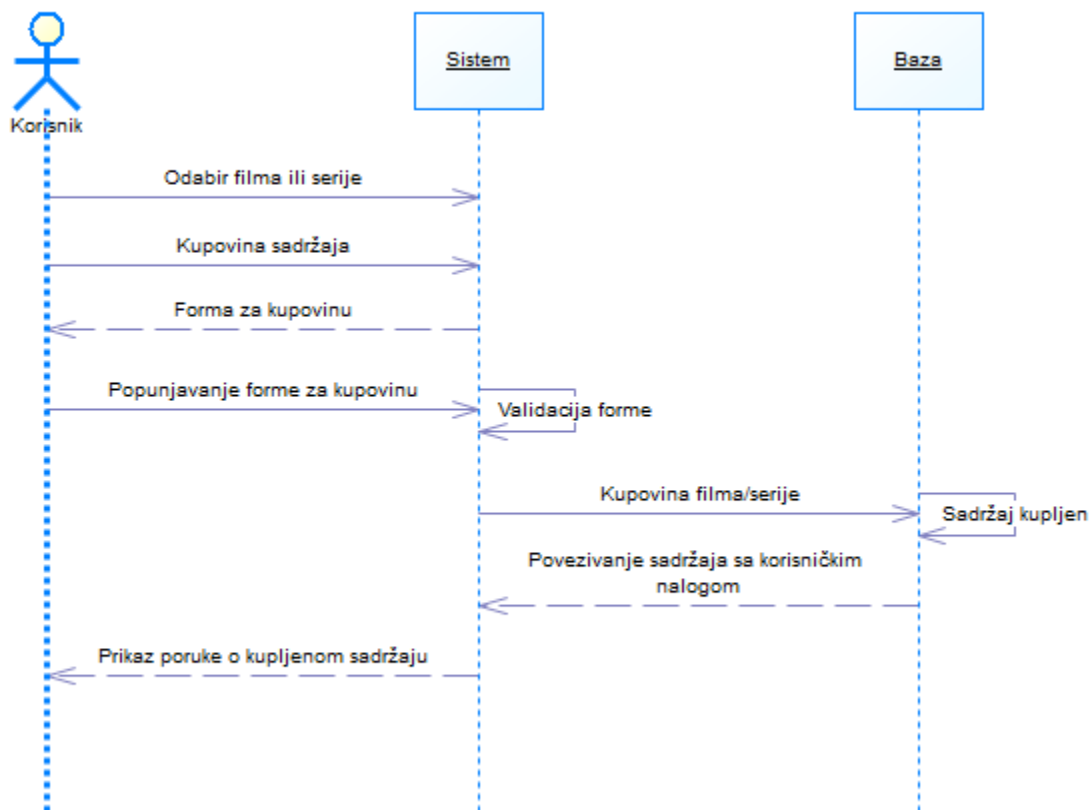 Sistem
Baza
Korisnik
Odabir filma ili serije
Kupovina sadržaja
Forma za kupovinu
Popunjavanje forme za kupovinu
Validacija forme
Kupovina filma/serije
Sadržaj kupljen
Povezivanje sadržaja sa korisničkim
nalogom
Prikaz poruke o kupljenom sadržaju